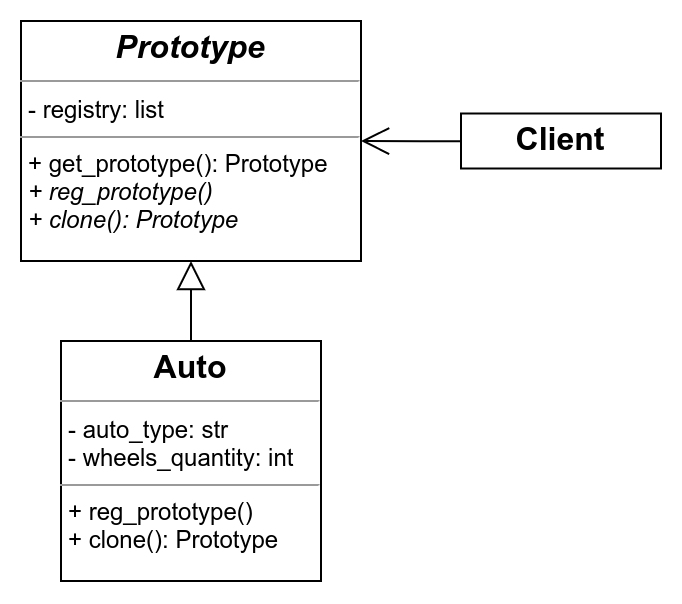 Prototype
- registry: list
+ get_prototype(): Prototype
+ reg_prototype()
+ clone(): Prototype
Client
Auto
- auto_type: str
- wheels_quantity: int
+ reg_prototype()
+ clone(): Prototype